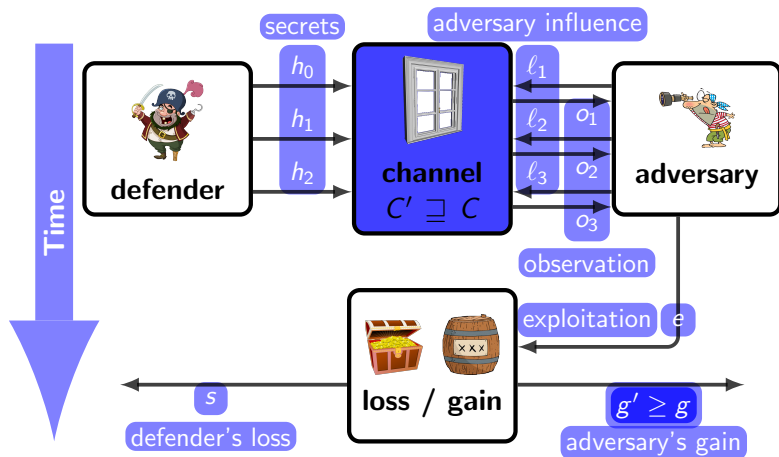 secrets
adversary influence
h₀
h₁
h₂
ℓ₁
ℓ₂
ℓ₃
o₁
o₂
o₃
defender
channel
C′ ⊒ C
adversary
Time
observation
exploitation
e
loss / gain
s
defender's loss
g′ ≥ g
adversary's gain
xxx